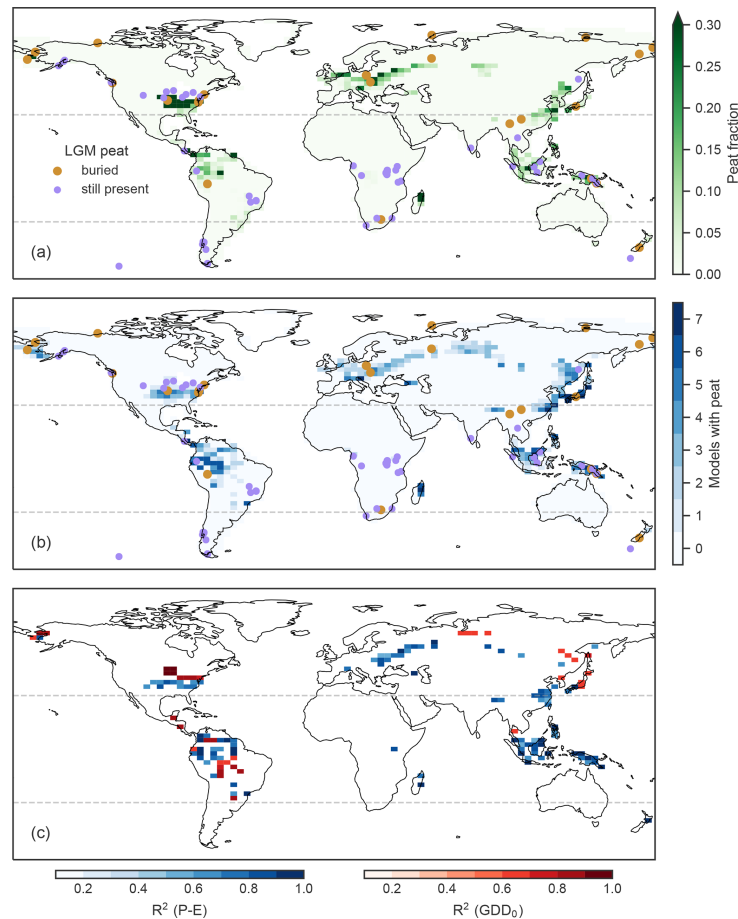 LGM peat
buried
still present
(a)
0.30
0.25
0.20
0.15
0.10
0.05
0.00
Peat fraction
(b)
7
6
5
4
3
2
1
0
Models with peat
(c)
0.2 0.4 0.6 0.8 1.0
R² (P-E)
0.2 0.4 0.6 0.8 1.0
R² (GDD₀)